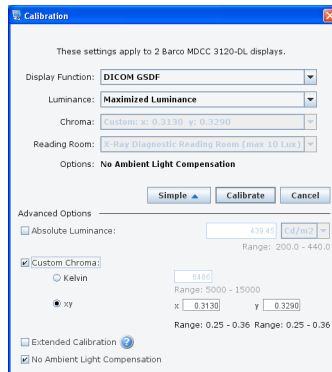 Calibration
These settings apply to 2 Barco MDCC 3120-DL displays.
Display Function: DICOM GSDF
Luminance: Maximized Luminance
Chroma: Custom: x: 0.3130 y: 0.3290
Reading Room: X-Ray Diagnostic Reading Room (max 10 Lux)
Options: No Ambient Light Compensation
Simple Calibrate Cancel
Advanced Options
Absolute Luminance: 439.45 Cd/m2
Range: 200.0 - 440.0
Custom Chroma:
Kelvin 6486
Range: 5000 - 15000
xy x 0.3130 y 0.3290
Range: 0.25 - 0.36 Range: 0.25 - 0.36
Extended Calibration ?
No Ambient Light Compensation